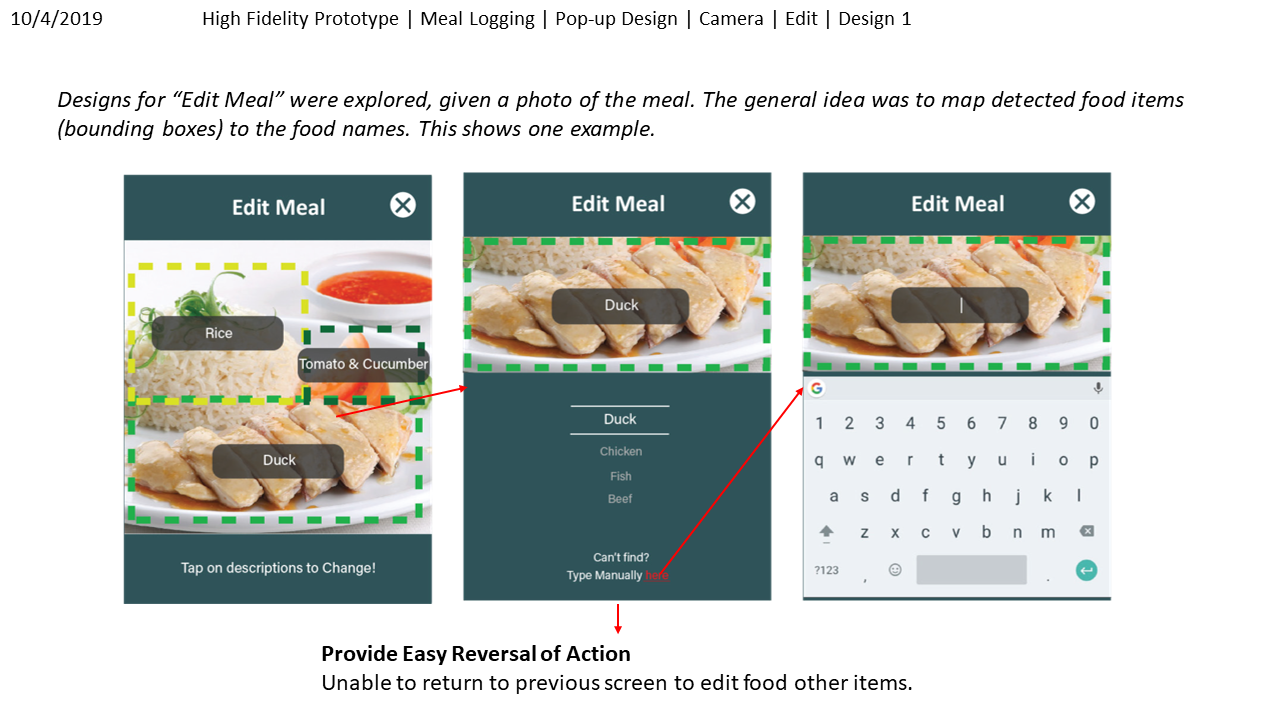 10/4/2019
High Fidelity Prototype | Meal Logging | Pop-up Design | Camera | Edit | Design 1
Designs for “Edit Meal” were explored, given a photo of the meal. The general idea was to map detected food items
(bounding boxes) to the food names. This shows one example.
Edit Meal
Rice
Tomato & Cucumber
Duck
Tap on descriptions to Change!
Edit Meal
Duck
Duck
Chicken
Fish
Beef
Can't find?
Type Manually here
Edit Meal
|
G
1 2 3 4 5 6 7 8 9 0
q w e r t y u i o p
a s d f g h j k l
z x c v b n m
?123 , .
Provide Easy Reversal of Action
Unable to return to previous screen to edit food other items.